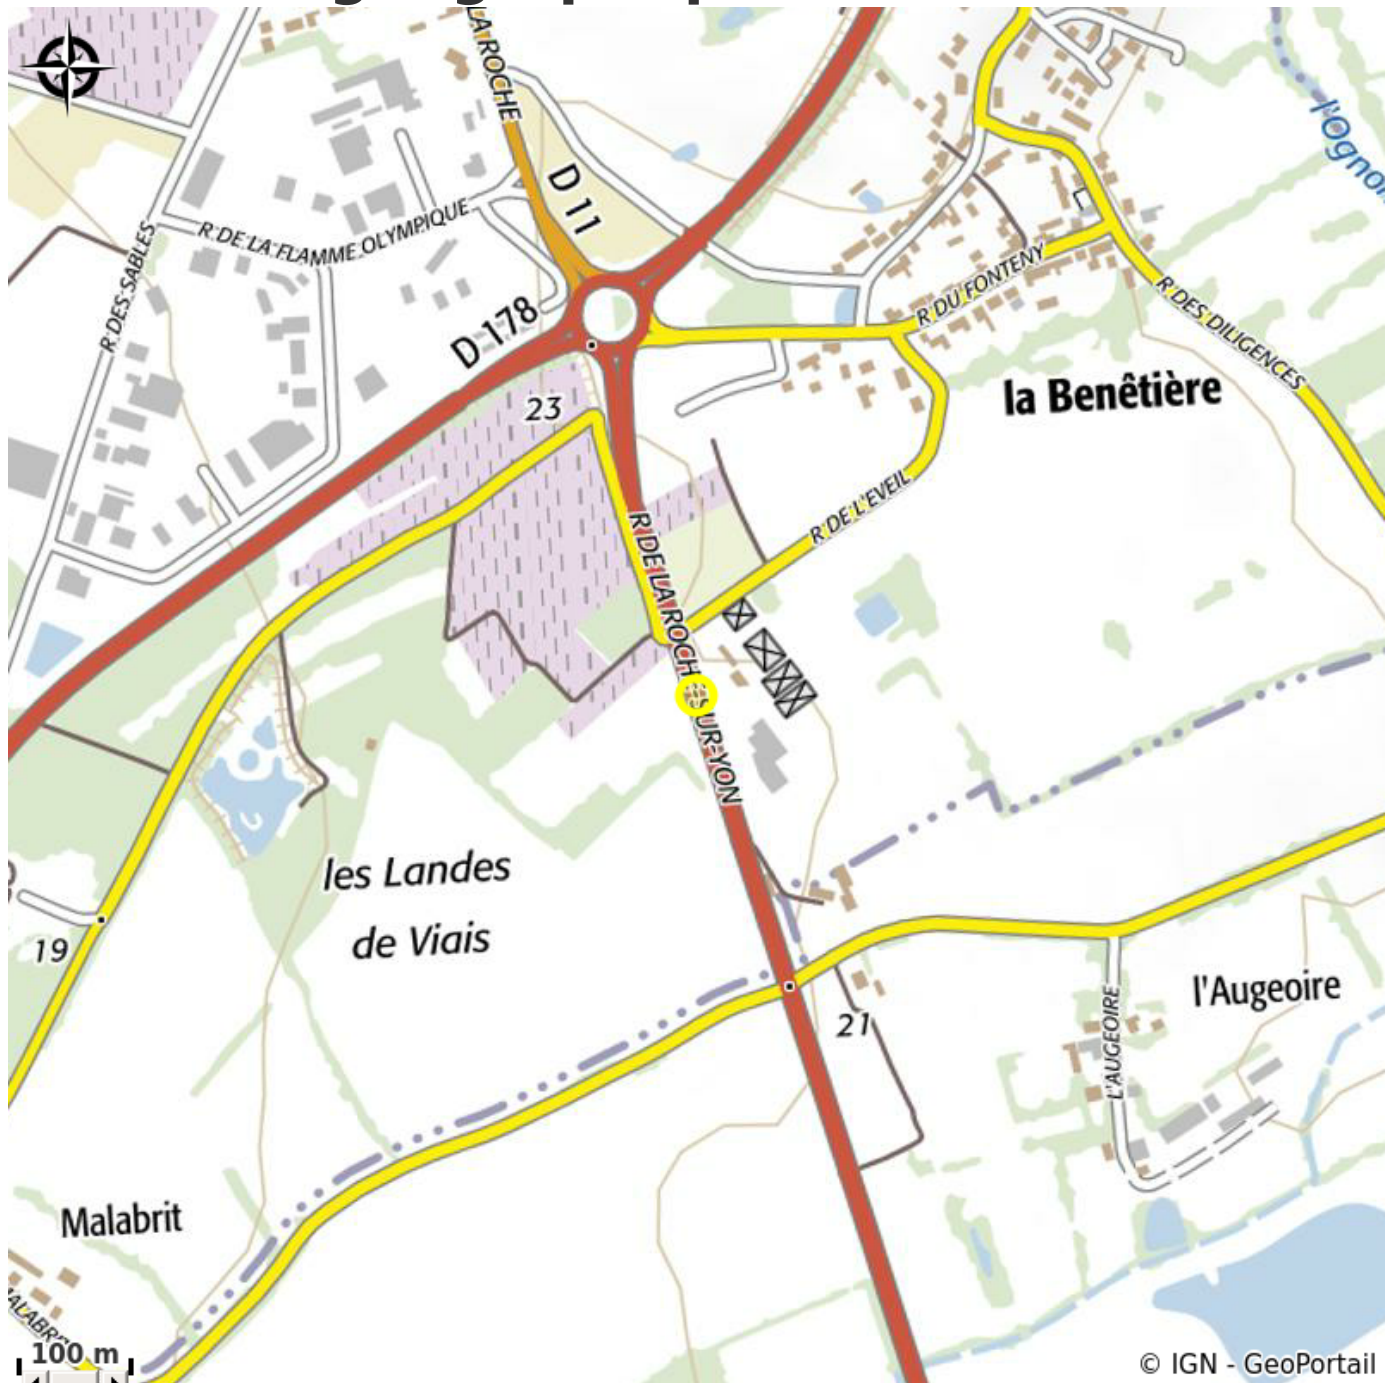 LA ROCHE
l'Ogno
D 11
R DE LA FLAMME OLYMPIQUE
R DES SABLES
R DU FONTENY
R DES DILIGENCES
D 178
la Benêtière
23
R DE L'EVEIL
R DE LA ROCHE SUR-YON
les Landes
de Viais
19
l'Augeoire
21
L'AUGEOIRE
Malabrit
100 m
© IGN - GeoPortail